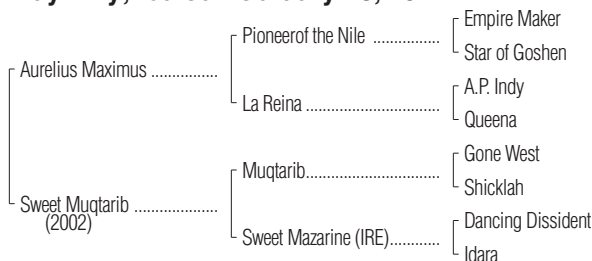 Empire Maker
Pioneerof the Nile ................
Star of Goshen
Aurelius Maximus ...............
A.P. Indy
La Reina ...............................
Queena
Gone West
Muqtarib...............................
Shicklah
Sweet Muqtarib ...................
(2002)
Dancing Dissident
Sweet Mazarine (IRE)...........
Idara